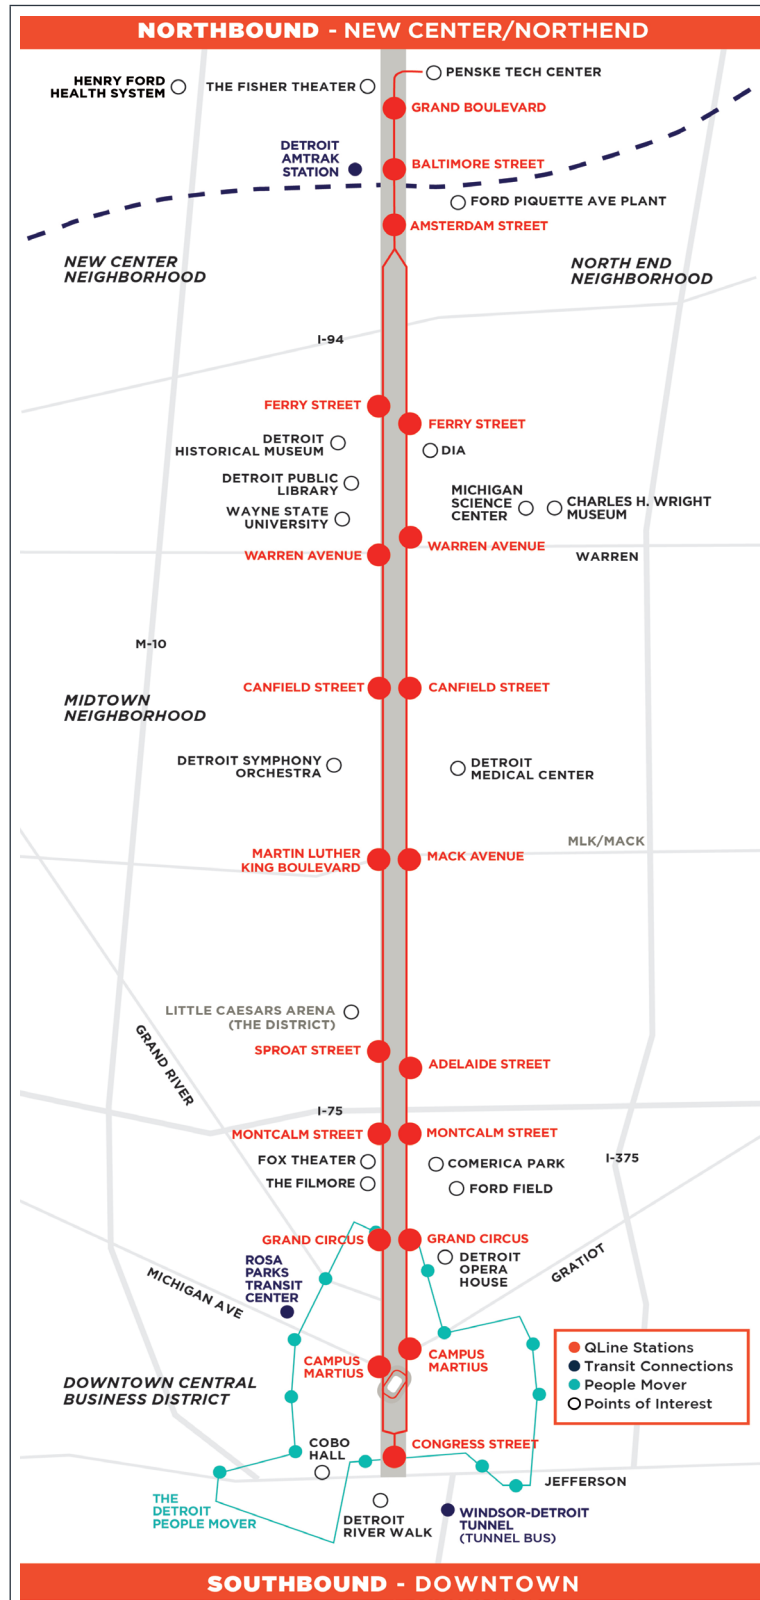 NORTHBOUND - NEW CENTER/NORTHEND
PENSKE TECH CENTER
HENRY FORD
HEALTH SYSTEM
THE FISHER THEATER
GRAND BOULEVARD
DETROIT
AMTRAK
STATION
BALTIMORE STREET
FORD PIQUETTE AVE PLANT
AMSTERDAM STREET
NEW CENTER
NEIGHBORHOOD
NORTH END
NEIGHBORHOOD
I-94
FERRY STREET
FERRY STREET
DETROIT
HISTORICAL MUSEUM
DIA
DETROIT PUBLIC
LIBRARY
MICHIGAN
SCIENCE
CENTER
CHARLES H. WRIGHT
MUSEUM
WAYNE STATE
UNIVERSITY
WARREN AVENUE
WARREN AVENUE
WARREN
M-10
CANFIELD STREET
CANFIELD STREET
MIDTOWN
NEIGHBORHOOD
DETROIT SYMPHONY
ORCHESTRA
DETROIT
MEDICAL CENTER
MLK/MACK
MARTIN LUTHER
KING BOULEVARD
MACK AVENUE
LITTLE CAESARS ARENA
(THE DISTRICT)
GRAND RIVER
SPROAT STREET
ADELAIDE STREET
I-75
MONTCALM STREET
MONTCALM STREET
FOX THEATER
COMERICA PARK
I-375
THE FILMORE
FORD FIELD
GRAND CIRCUS
GRAND CIRCUS
ROSA
PARKS
TRANSIT
CENTER
DETROIT
OPERA
HOUSE
GRATIOT
MICHIGAN AVE
CAMPUS
MARTIUS
CAMPUS
MARTIUS
QLine Stations
Transit Connections
People Mover
Points of Interest
DOWNTOWN CENTRAL
BUSINESS DISTRICT
COBO
HALL
CONGRESS STREET
JEFFERSON
THE
DETROIT
PEOPLE MOVER
DETROIT
RIVER WALK
WINDSOR-DETROIT
TUNNEL
(TUNNEL BUS)
SOUTHBOUND - DOWNTOWN